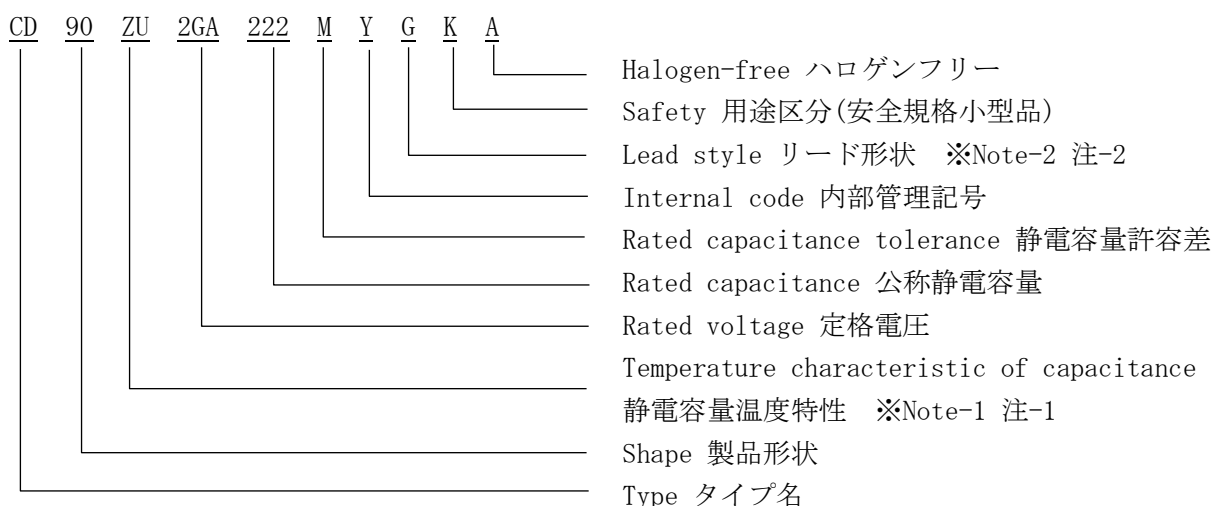 CD 90 ZU 2GA 222 M Y G K A
Halogen-free ハロゲンフリー
Safety 用途区分(安全規格小型品)
Lead style リード形状 ※Note-2 注-2
Internal code 内部管理記号
Rated capacitance tolerance 静電容量許容差
Rated capacitance 公称静電容量
Rated voltage 定格電圧
Temperature characteristic of capacitance
静電容量温度特性 ※Note-1 注-1
Shape 製品形状
Type タイプ名